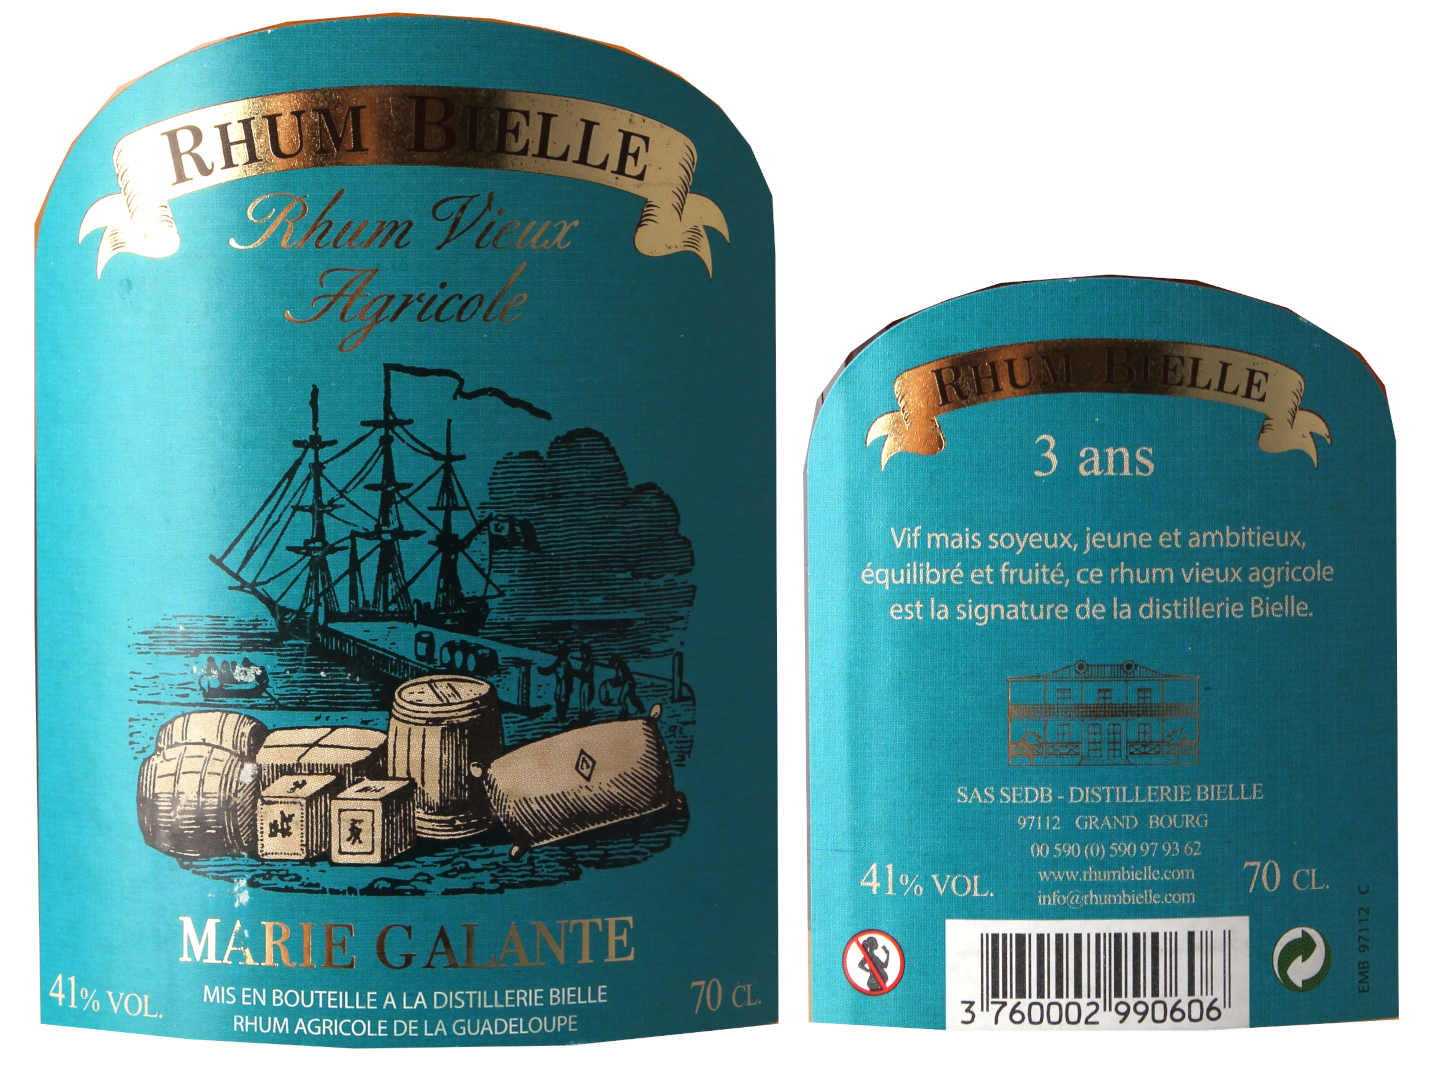 RHUM BIELLE
Rhum Vieux
Agricole
MARIE GALANTE
41% VOL.
MIS EN BOUTEILLE A LA DISTILLERIE BIELLE
RHUM AGRICOLE DE LA GUADELOUPE
70 CL.
RHUM BIELLE
3 ans
Vif mais soyeux, jeune et ambitieux,
équilibré et fruité, ce rhum vieux agricole
est la signature de la distillerie Bielle.
SAS SEDB - DISTILLERIE BIELLE
97112 GRAND BOURG
00 590 (0) 590 97 93 62
www.rhumbielle.com
info@rhumbielle.com
41% VOL.
70 CL.
EMB 97112 C
3 760002 990606